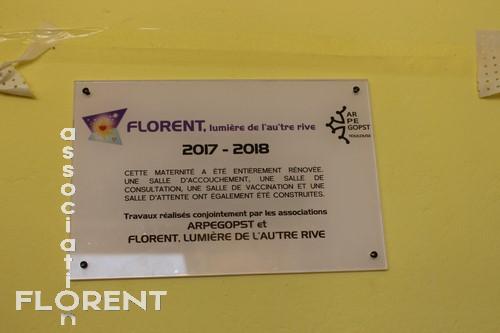 FLORENT, lumière de l'au'tre rive
AR
PE
GOPST
TOULOUSE
2017 - 2018
CETTE MATERNITÉ A ÉTÉ ENTIÈREMENT RÉNOVÉE.
UNE SALLE D'ACCOUCHEMENT, UNE SALLE DE
CONSULTATION, UNE SALLE DE VACCINATION ET UNE
SALLE D'ATTENTE ONT ÉGALEMENT ÉTÉ CONSTRUITES.
Travaux réalisés conjointement par les associations
ARPEGOPST et
FLORENT, LUMIÈRE DE L'AU'TRE RIVE
association
FLORENT